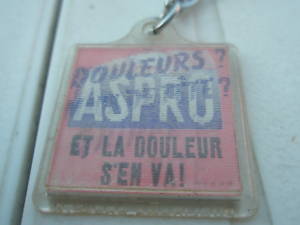 DOULEURS ?
ASPRO
ET LA DOULEUR
S'EN VA!